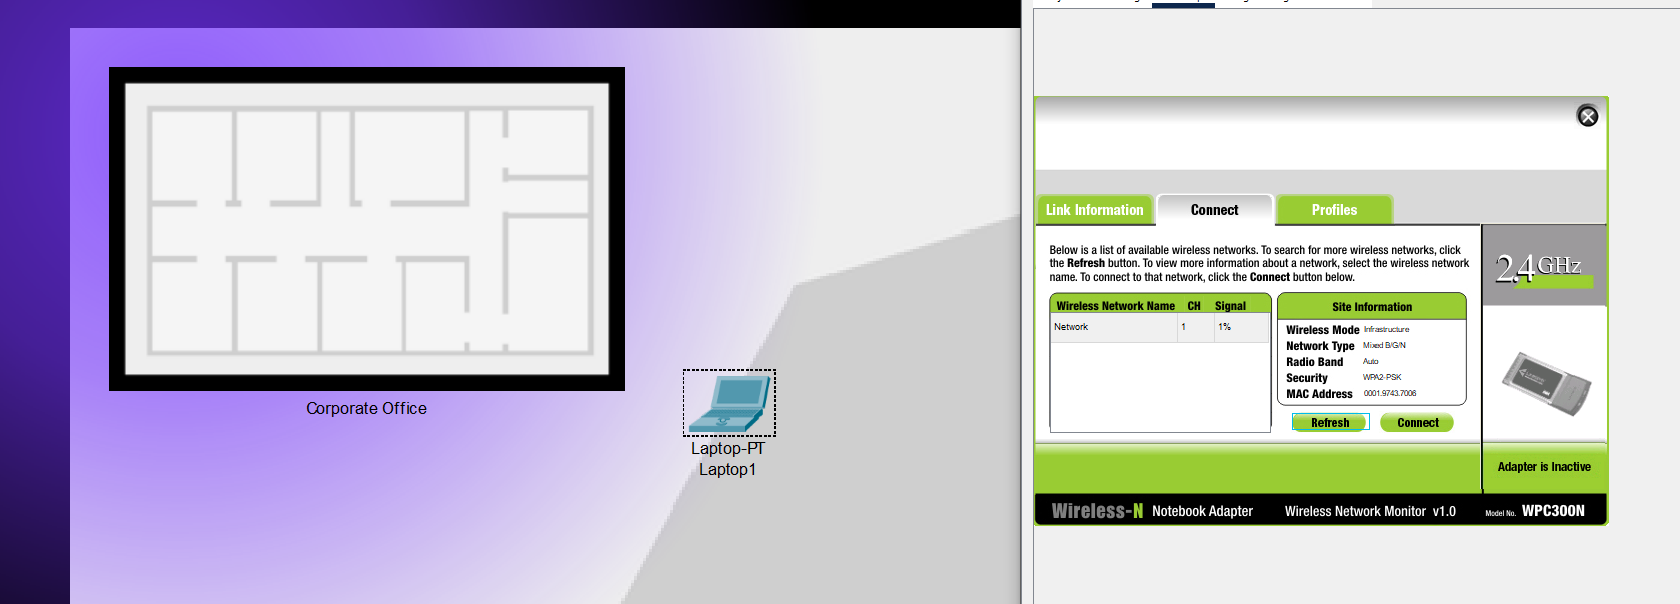 Corporate Office
Laptop-PT
Laptop1
Link Information
Connect
Profiles
Below is a list of available wireless networks. To search for more wireless networks, click
the Refresh button. To view more information about a network, select the wireless network
name. To connect to that network, click the Connect button below.
2.4GHz
Wireless Network Name CH Signal
Network 1 1%
Site Information
Wireless Mode Infrastructure
Network Type Mixed B/G/N
Radio Band Auto
Security WPA2-PSK
MAC Address 0001.9743.7006
Refresh
Connect
Adapter is Inactive
Wireless-N Notebook Adapter Wireless Network Monitor v1.0 Model No. WPC300N